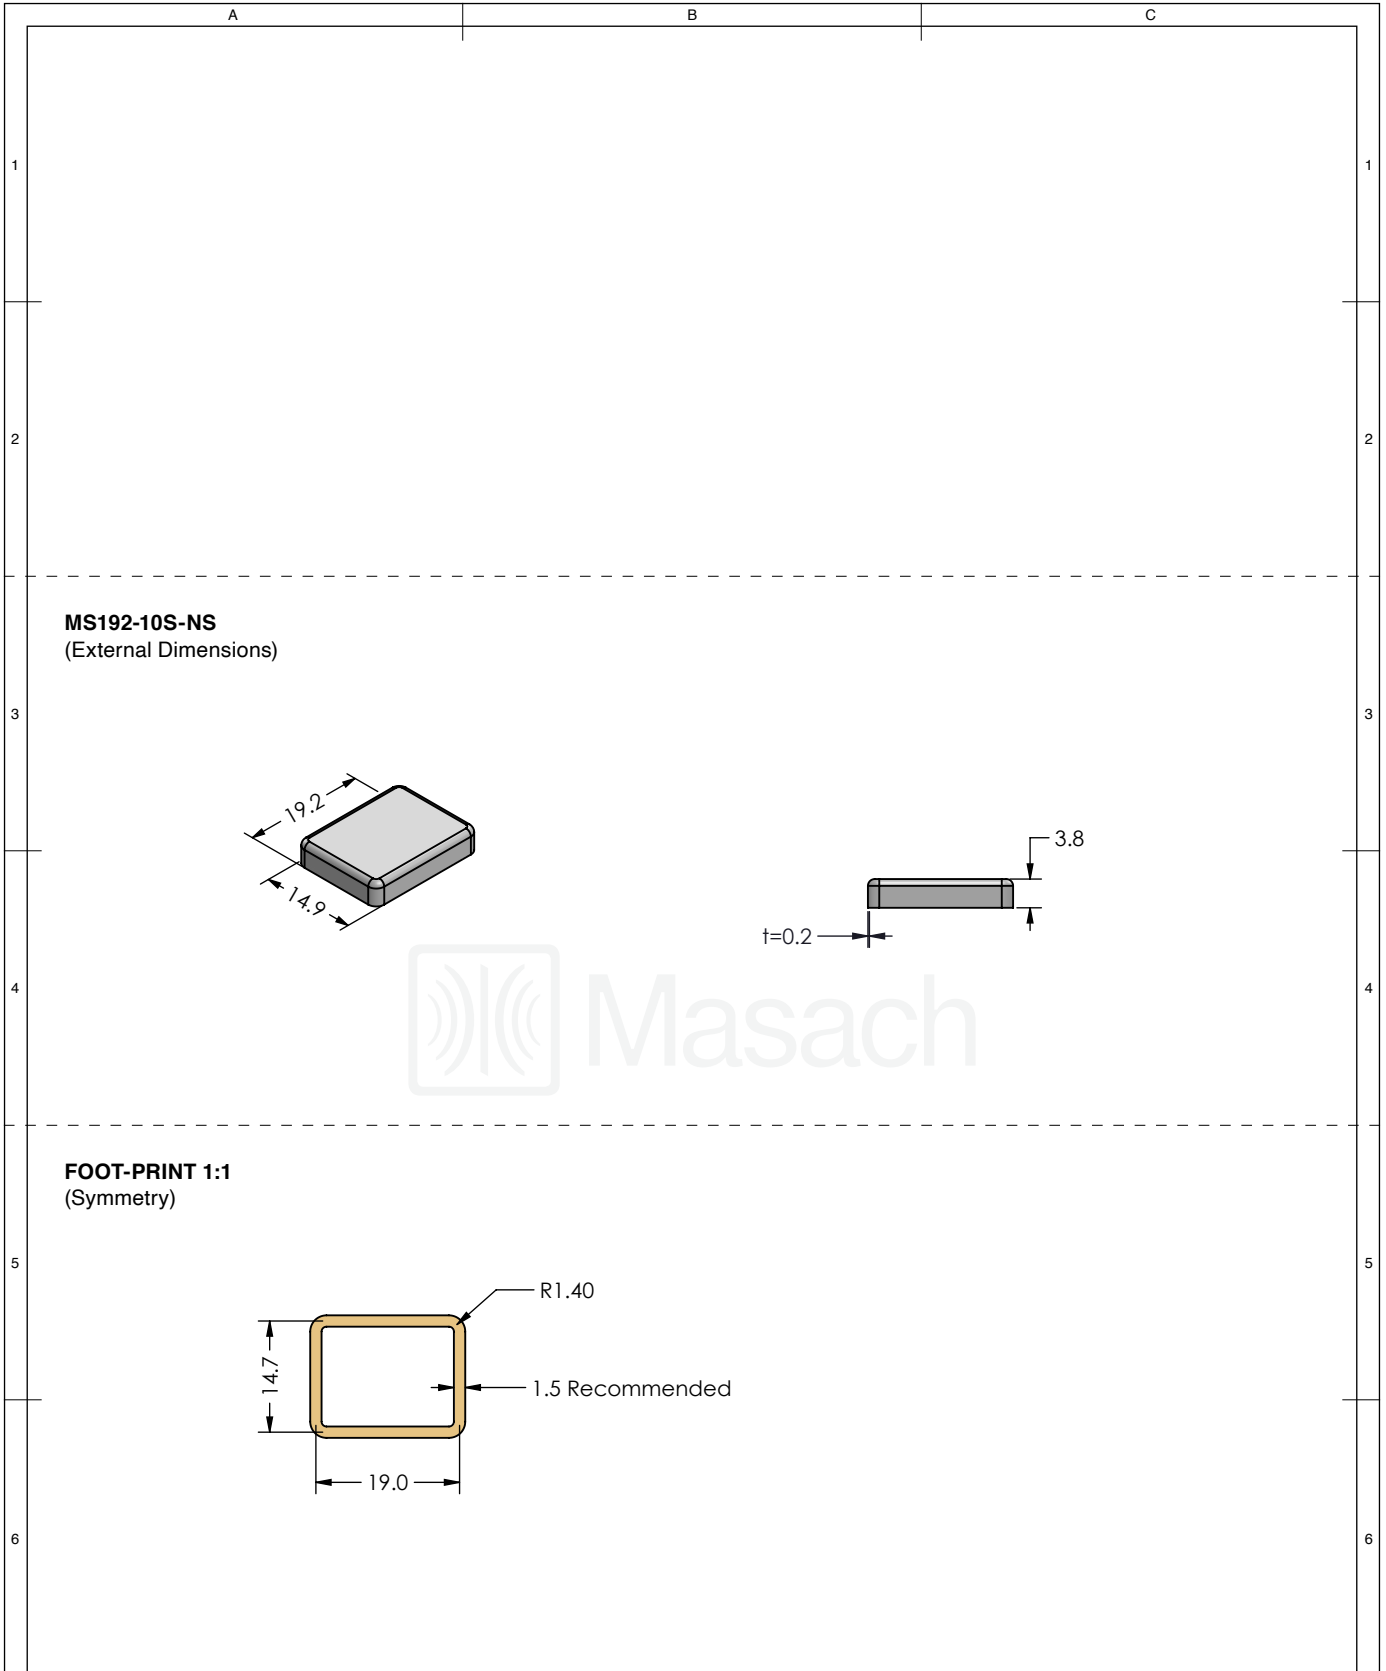 A B C
1 1
2 2
MS192-10S-NS
(External Dimensions)
3 3
19.2
14.9
3.8
t=0.2
4 4
Masach
FOOT-PRINT 1:1
(Symmetry)
5 5
R1.40
14.7
1.5 Recommended
19.0
6 6